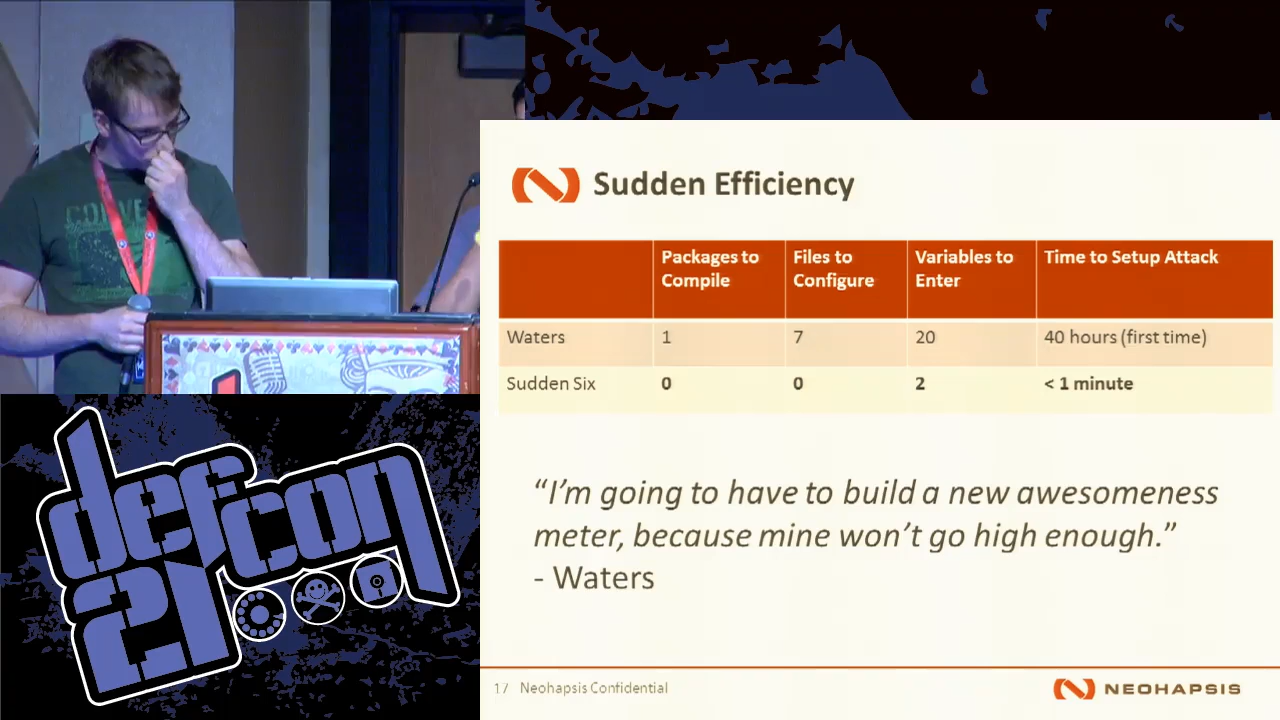 CONVE
Sudden Efficiency
Packages to Compile
Files to Configure
Variables to Enter
Time to Setup Attack
Waters 1 7 20 40 hours (first time)
Sudden Six 0 0 2 < 1 minute
“I’m going to have to build a new awesomeness
meter, because mine won’t go high enough.”
- Waters
17 Neohapsis Confidential
NEOHAPSIS
defcon
21